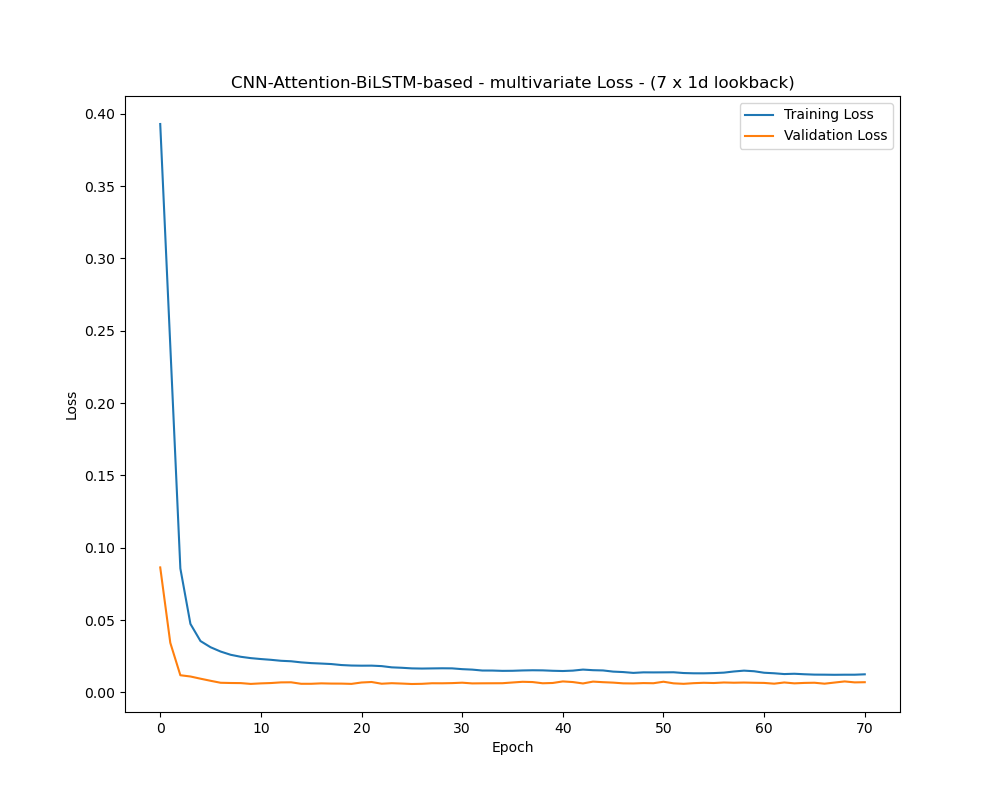 CNN-Attention-BiLSTM-based - multivariate Loss - (7 x 1d lookback)
Training Loss
Validation Loss
0.40
0.35
0.30
0.25
0.20
0.15
0.10
0.05
0.00
Loss
0 10 20 30 40 50 60 70
Epoch